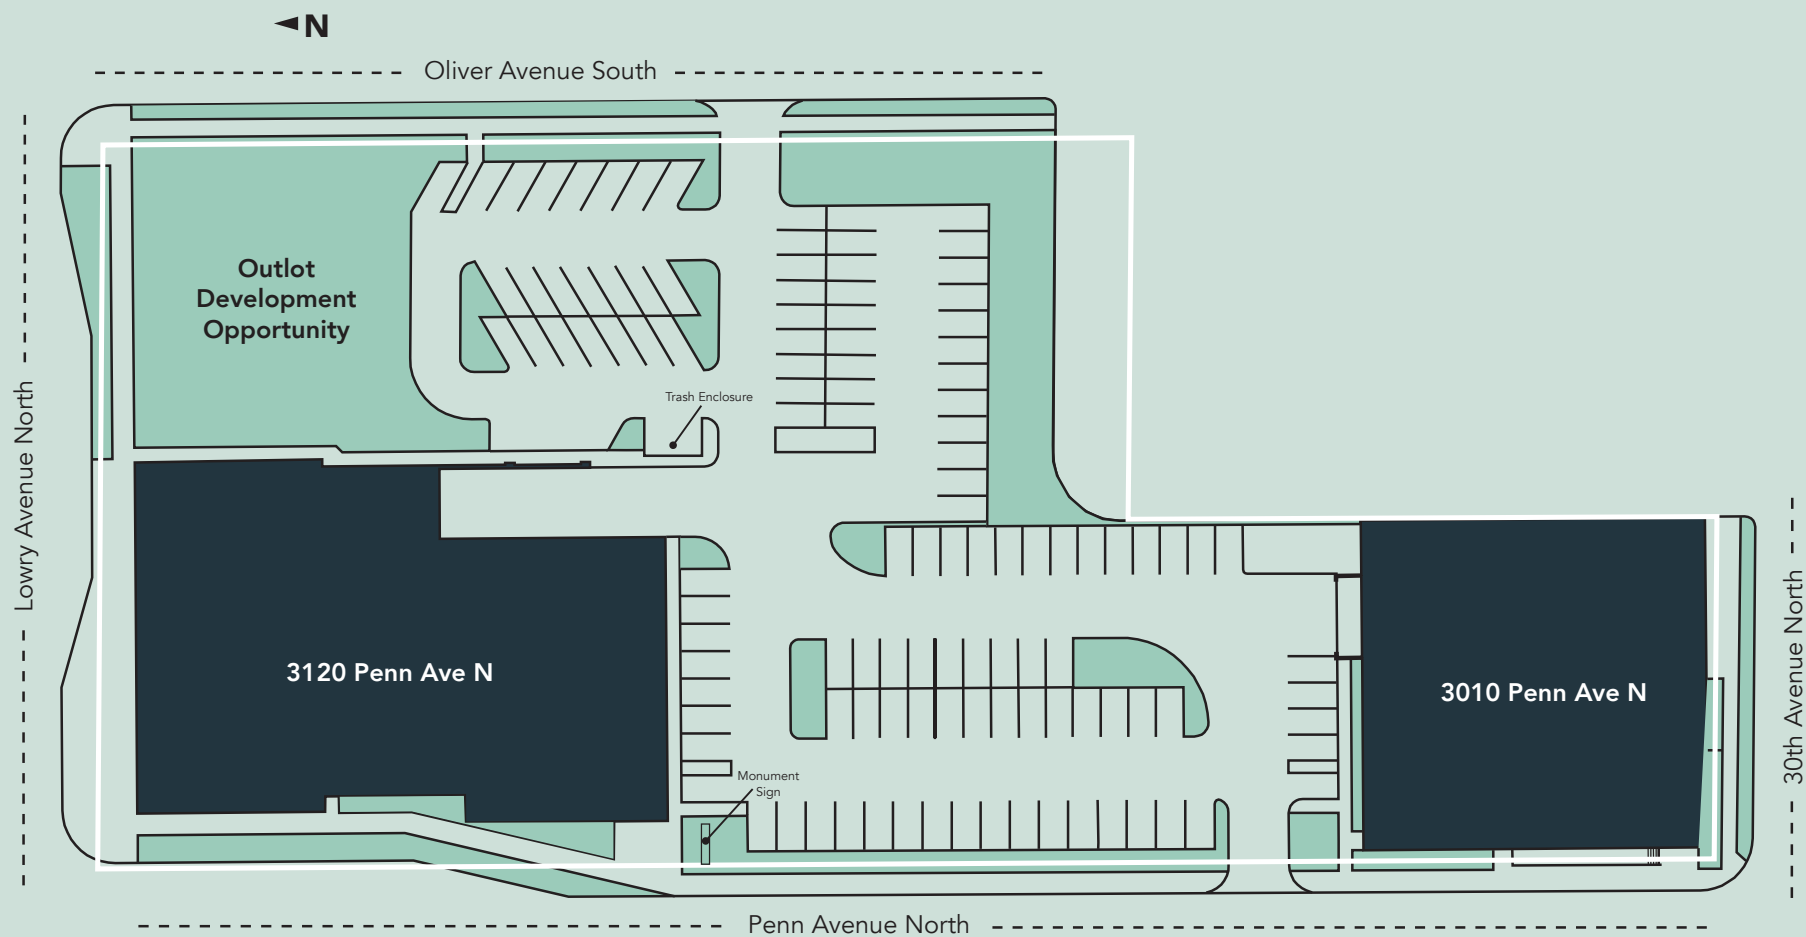 N
Oliver Avenue South
Outlot
Development
Opportunity
Trash Enclosure
Lowry Avenue North
3120 Penn Ave N
3010 Penn Ave N
30th Avenue North
Monument
Sign
Penn Avenue North